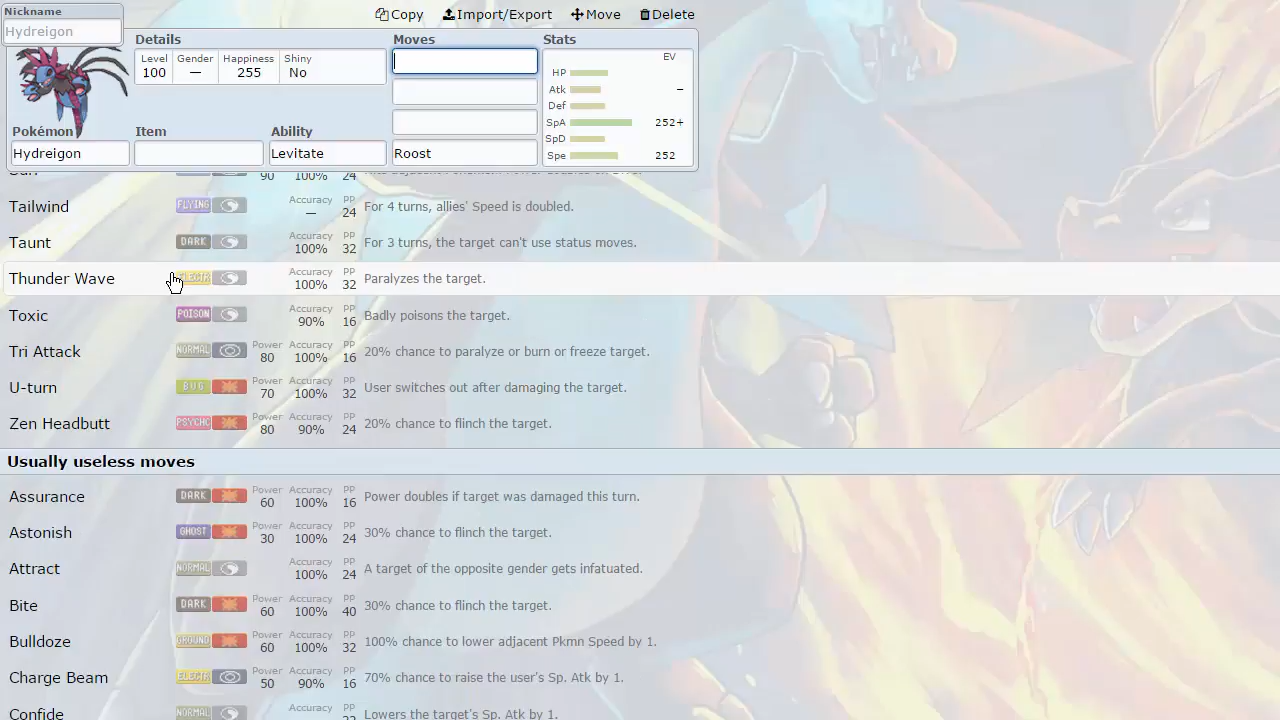 Nickname
Hydreigon
Copy Import/Export Move Delete
Details
Level 100
Gender —
Happiness 255
Shiny No
Moves
Roost
Stats
EV
HP
Atk –
Def
SpA 252+
SpD
Spe 252
Pokémon
Hydreigon
Item
Ability
Levitate
90 100% 24
Tailwind FLYING Accuracy — PP 24 For 4 turns, allies' Speed is doubled.
Taunt DARK Accuracy 100% PP 32 For 3 turns, the target can't use status moves.
Thunder Wave ELECTR Accuracy 100% PP 32 Paralyzes the target.
Toxic POISON Accuracy 90% PP 16 Badly poisons the target.
Tri Attack NORMAL Power 80 Accuracy 100% PP 16 20% chance to paralyze or burn or freeze target.
U-turn BUG Power 70 Accuracy 100% PP 32 User switches out after damaging the target.
Zen Headbutt PSYCHC Power 80 Accuracy 90% PP 24 20% chance to flinch the target.
Usually useless moves
Assurance DARK Power 60 Accuracy 100% PP 16 Power doubles if target was damaged this turn.
Astonish GHOST Power 30 Accuracy 100% PP 24 30% chance to flinch the target.
Attract NORMAL Accuracy 100% PP 24 A target of the opposite gender gets infatuated.
Bite DARK Power 60 Accuracy 100% PP 40 30% chance to flinch the target.
Bulldoze GROUND Power 60 Accuracy 100% PP 32 100% chance to lower adjacent Pkmn Speed by 1.
Charge Beam ELECTR Power 50 Accuracy 90% PP 16 70% chance to raise the user's Sp. Atk by 1.
Confide NORMAL Accuracy PP Lowers the target's Sp. Atk by 1.